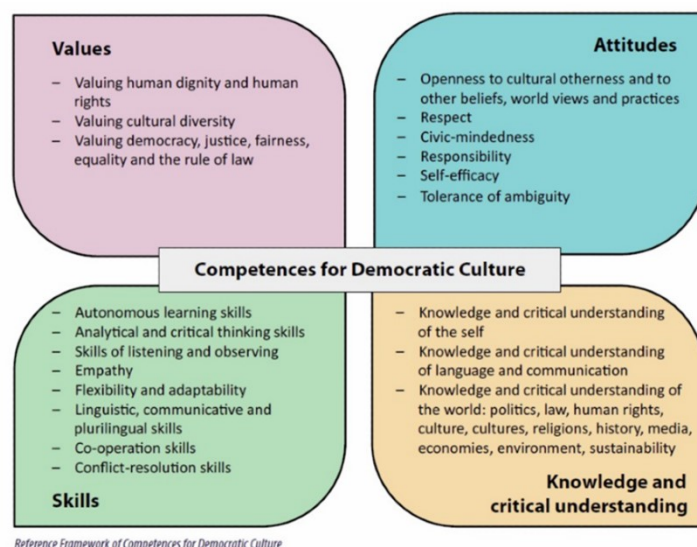 Values
– Valuing human dignity and human
rights
– Valuing cultural diversity
– Valuing democracy, justice, fairness,
equality and the rule of law
Attitudes
– Openness to cultural otherness and to
other beliefs, world views and practices
– Respect
– Civic-mindedness
– Responsibility
– Self-efficacy
– Tolerance of ambiguity
Competences for Democratic Culture
– Autonomous learning skills
– Analytical and critical thinking skills
– Skills of listening and observing
– Empathy
– Flexibility and adaptability
– Linguistic, communicative and
plurilingual skills
– Co-operation skills
– Conflict-resolution skills
Skills
– Knowledge and critical understanding
of the self
– Knowledge and critical understanding
of language and communication
– Knowledge and critical understanding of
the world: politics, law, human rights,
culture, cultures, religions, history, media,
economies, environment, sustainability
Knowledge and
critical understanding
Reference Framework of Competences for Democratic Culture